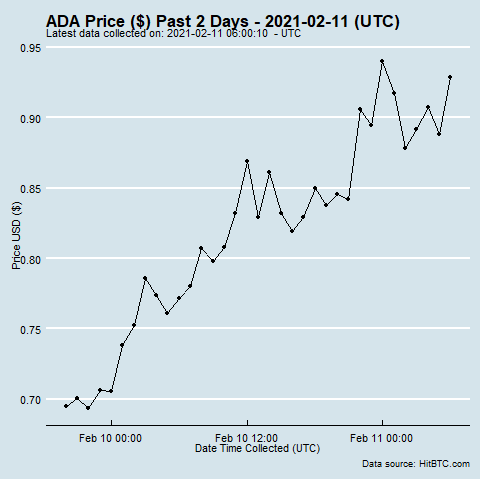 ADA Price ($) Past 2 Days - 2021-02-11 (UTC)
Latest data collected on: 2021-02-11 06:00:10  - UTC
0.95
0.90
0.85
0.80
0.75
0.70
Price USD ($)
Feb 10 00:00
Feb 10 12:00
Feb 11 00:00
Date Time Collected (UTC)
Data source: HitBTC.com